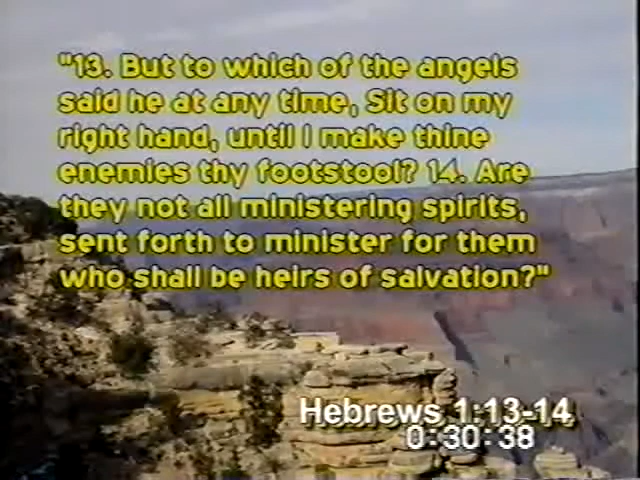 "13. But to which of the angels
said he at any time, Sit on my
right hand, until I make thine
enemies thy footstool? 14. Are
they not all ministering spirits,
sent forth to minister for them
who shall be heirs of salvation?"
Hebrews 1:13-14
0:30:38